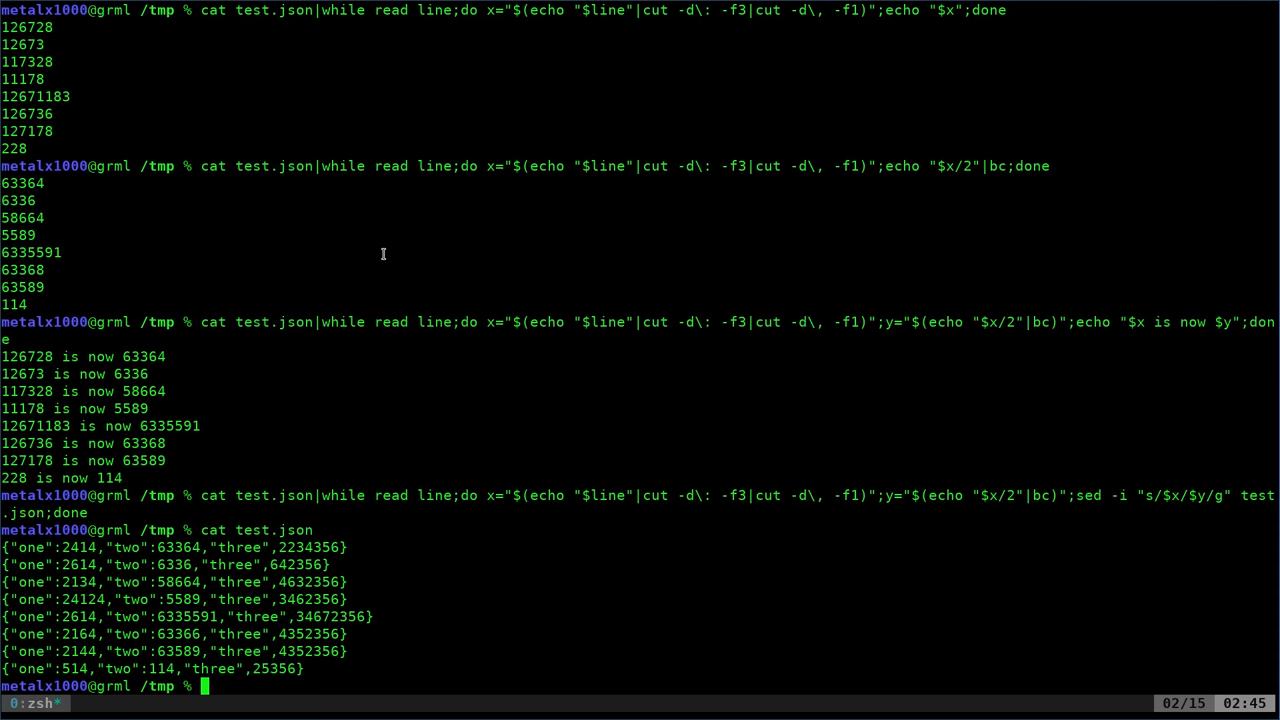 metalx1000@grml /tmp % cat test.json|while read line;do x="$(echo "$line"|cut -d\: -f3|cut -d\, -f1)";echo "$x";done
126728
12673
117328
11178
12671183
126736
127178
228
metalx1000@grml /tmp % cat test.json|while read line;do x="$(echo "$line"|cut -d\: -f3|cut -d\, -f1)";echo "$x/2"|bc;done
63364
6336
58664
5589
6335591
63368
63589
114
metalx1000@grml /tmp % cat test.json|while read line;do x="$(echo "$line"|cut -d\: -f3|cut -d\, -f1)";y="$(echo "$x/2"|bc)";echo "$x is now $y";don
e
126728 is now 63364
12673 is now 6336
117328 is now 58664
11178 is now 5589
12671183 is now 6335591
126736 is now 63368
127178 is now 63589
228 is now 114
metalx1000@grml /tmp % cat test.json|while read line;do x="$(echo "$line"|cut -d\: -f3|cut -d\, -f1)";y="$(echo "$x/2"|bc)";sed -i "s/$x/$y/g" test
.json;done
metalx1000@grml /tmp % cat test.json
{"one":2414,"two":63364,"three",2234356}
{"one":2614,"two":6336,"three",642356}
{"one":2134,"two":58664,"three",4632356}
{"one":24124,"two":5589,"three",3462356}
{"one":2614,"two":6335591,"three",34672356}
{"one":2164,"two":63366,"three",4352356}
{"one":2144,"two":63589,"three",4352356}
{"one":514,"two":114,"three",25356}
metalx1000@grml /tmp %
0:zsh* 02/15 02:45